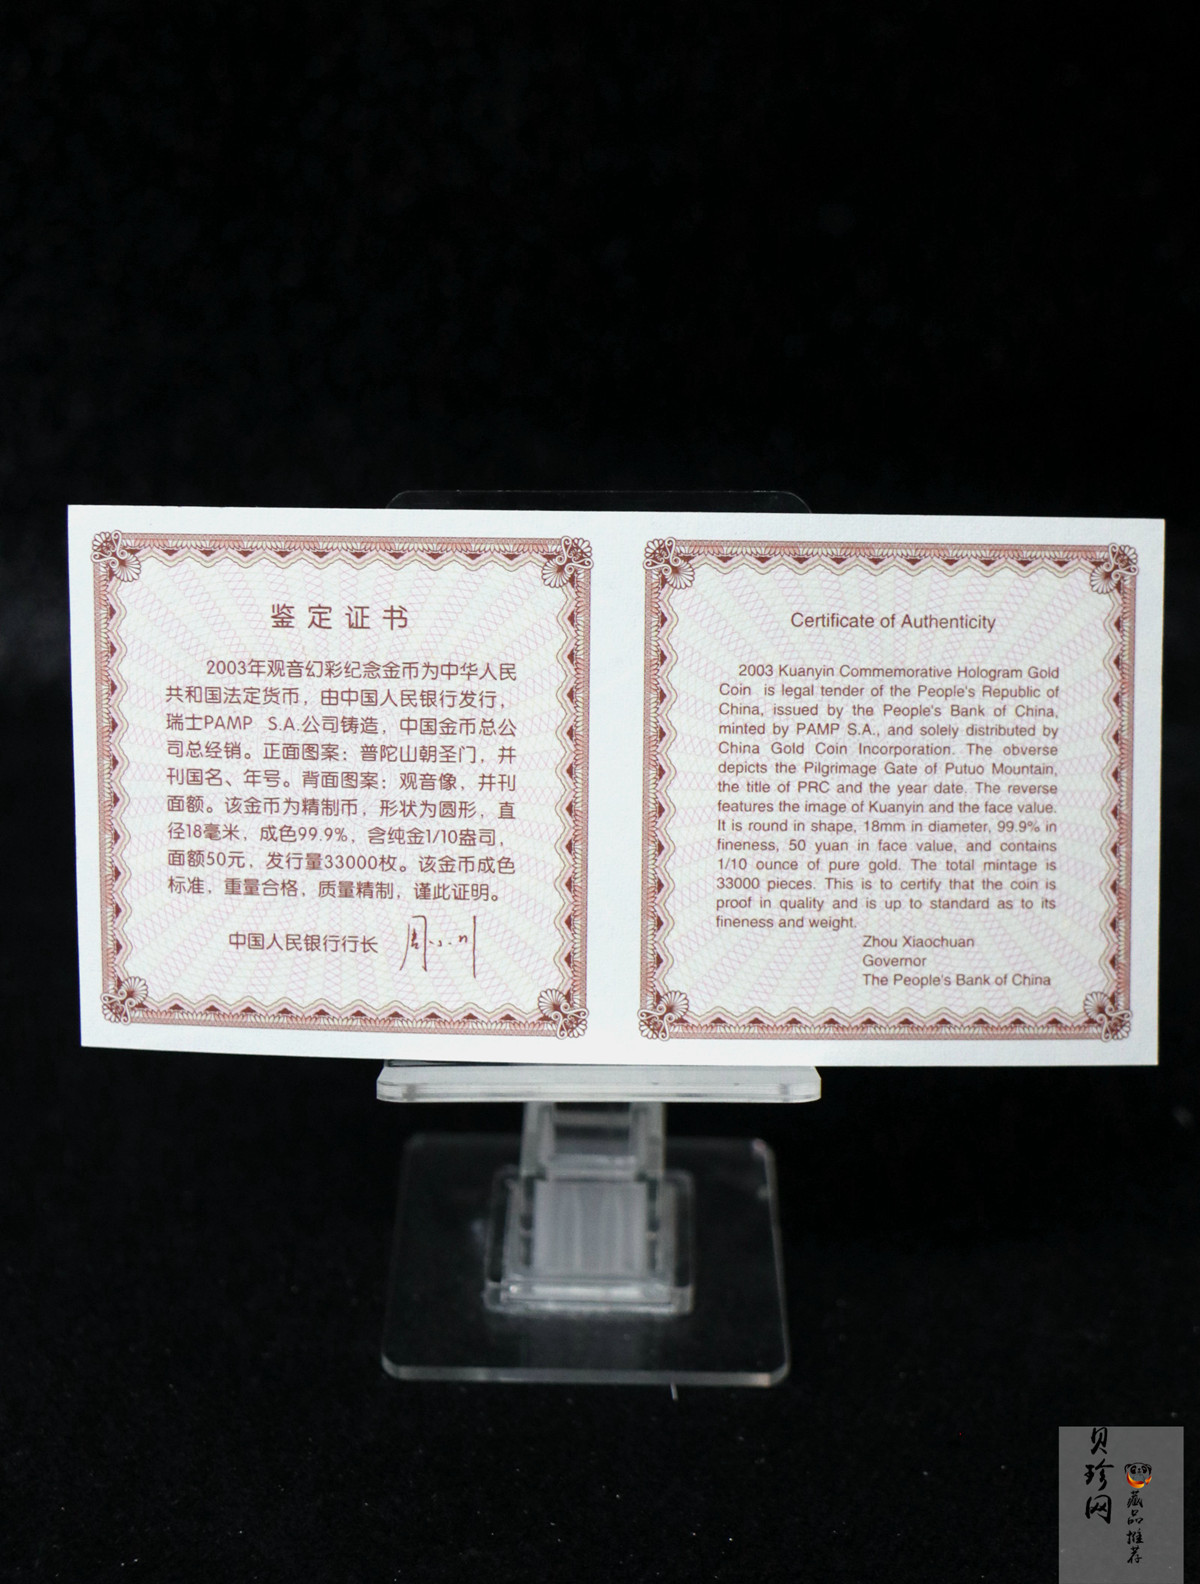 鉴定证书
2003年观音幻彩纪念金币为中华人民
共和国法定货币，由中国人民银行发行，
瑞士PAMP S.A.公司铸造，中国金币总公
司总经销。正面图案：普陀山朝圣门，并
刊国名、年号。背面图案：观音像，并刊
面额。该金币为精制币，形状为圆形，直
径18毫米，成色99.9%，含纯金1/10盎司，
面额50元，发行量33000枚。该金币成色
标准，重量合格，质量精制，谨此证明。
中国人民银行行长 周小川
Certificate of Authenticity
2003 Kuanyin Commemorative Hologram Gold
Coin is legal tender of the People's Republic of
China, issued by the People's Bank of China,
minted by PAMP S.A., and solely distributed by
China Gold Coin Incorporation. The obverse
depicts the Pilgrimage Gate of Putuo Mountain,
the title of PRC and the year date. The reverse
features the image of Kuanyin and the face value.
It is round in shape, 18mm in diameter, 99.9% in
fineness, 50 yuan in face value, and contains
1/10 ounce of pure gold. The total mintage is
33000 pieces. This is to certify that the coin is
proof in quality and is up to standard as to its
fineness and weight.
Zhou Xiaochuan
Governor
The People's Bank of China
贝珍网
藏品推荐